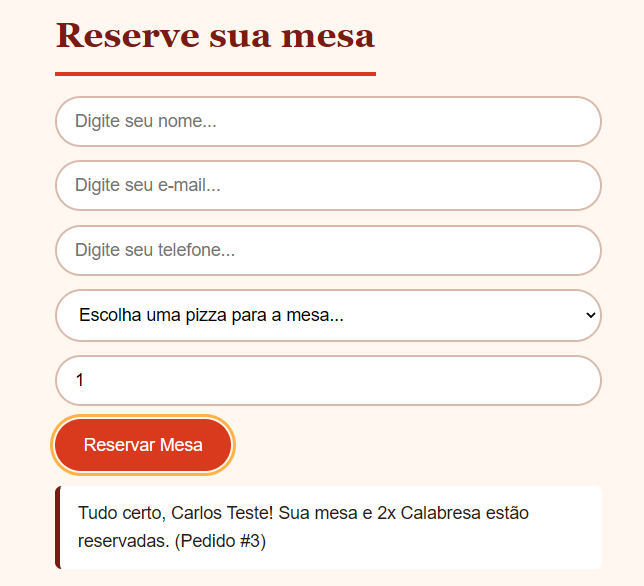 Reserve sua mesa
Digite seu nome...
Digite seu e-mail...
Digite seu telefone...
Escolha uma pizza para a mesa...
1
Reservar Mesa
Tudo certo, Carlos Teste! Sua mesa e 2x Calabresa estão
reservadas. (Pedido #3)